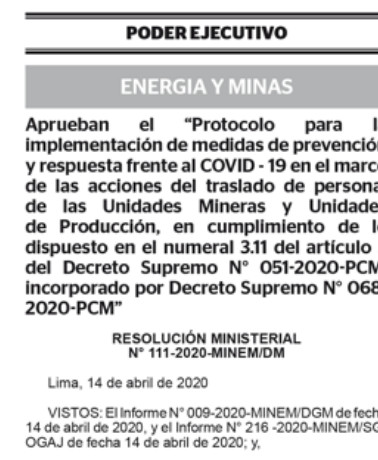 PODER EJECUTIVO
ENERGIA Y MINAS
Aprueban el "Protocolo para l
implementación de medidas de prevenció
y respuesta frente al COVID - 19 en el marc
de las acciones del traslado de persona
de las Unidades Mineras y Unidade
de Producción, en cumplimiento de l
dispuesto en el numeral 3.11 del artículo
del Decreto Supremo N° 051-2020-PCM
incorporado por Decreto Supremo N° 068
2020-PCM"
RESOLUCIÓN MINISTERIAL
N° 111-2020-MINEM/DM
Lima, 14 de abril de 2020
VISTOS: El Informe N° 009-2020-MINEM/DGM de fech
14 de abril de 2020, y el Informe N° 216 -2020-MINEM/SG
OGAJ de fecha 14 de abril de 2020; y,